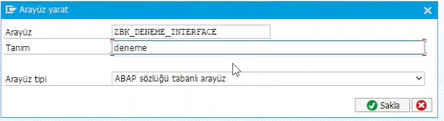 Arayüz yarat
Arayüz ZBK_DENEME_INTERFACE
Tanım deneme
Arayüz tipi ABAP sözlüğü tabanlı arayüz
Sakla